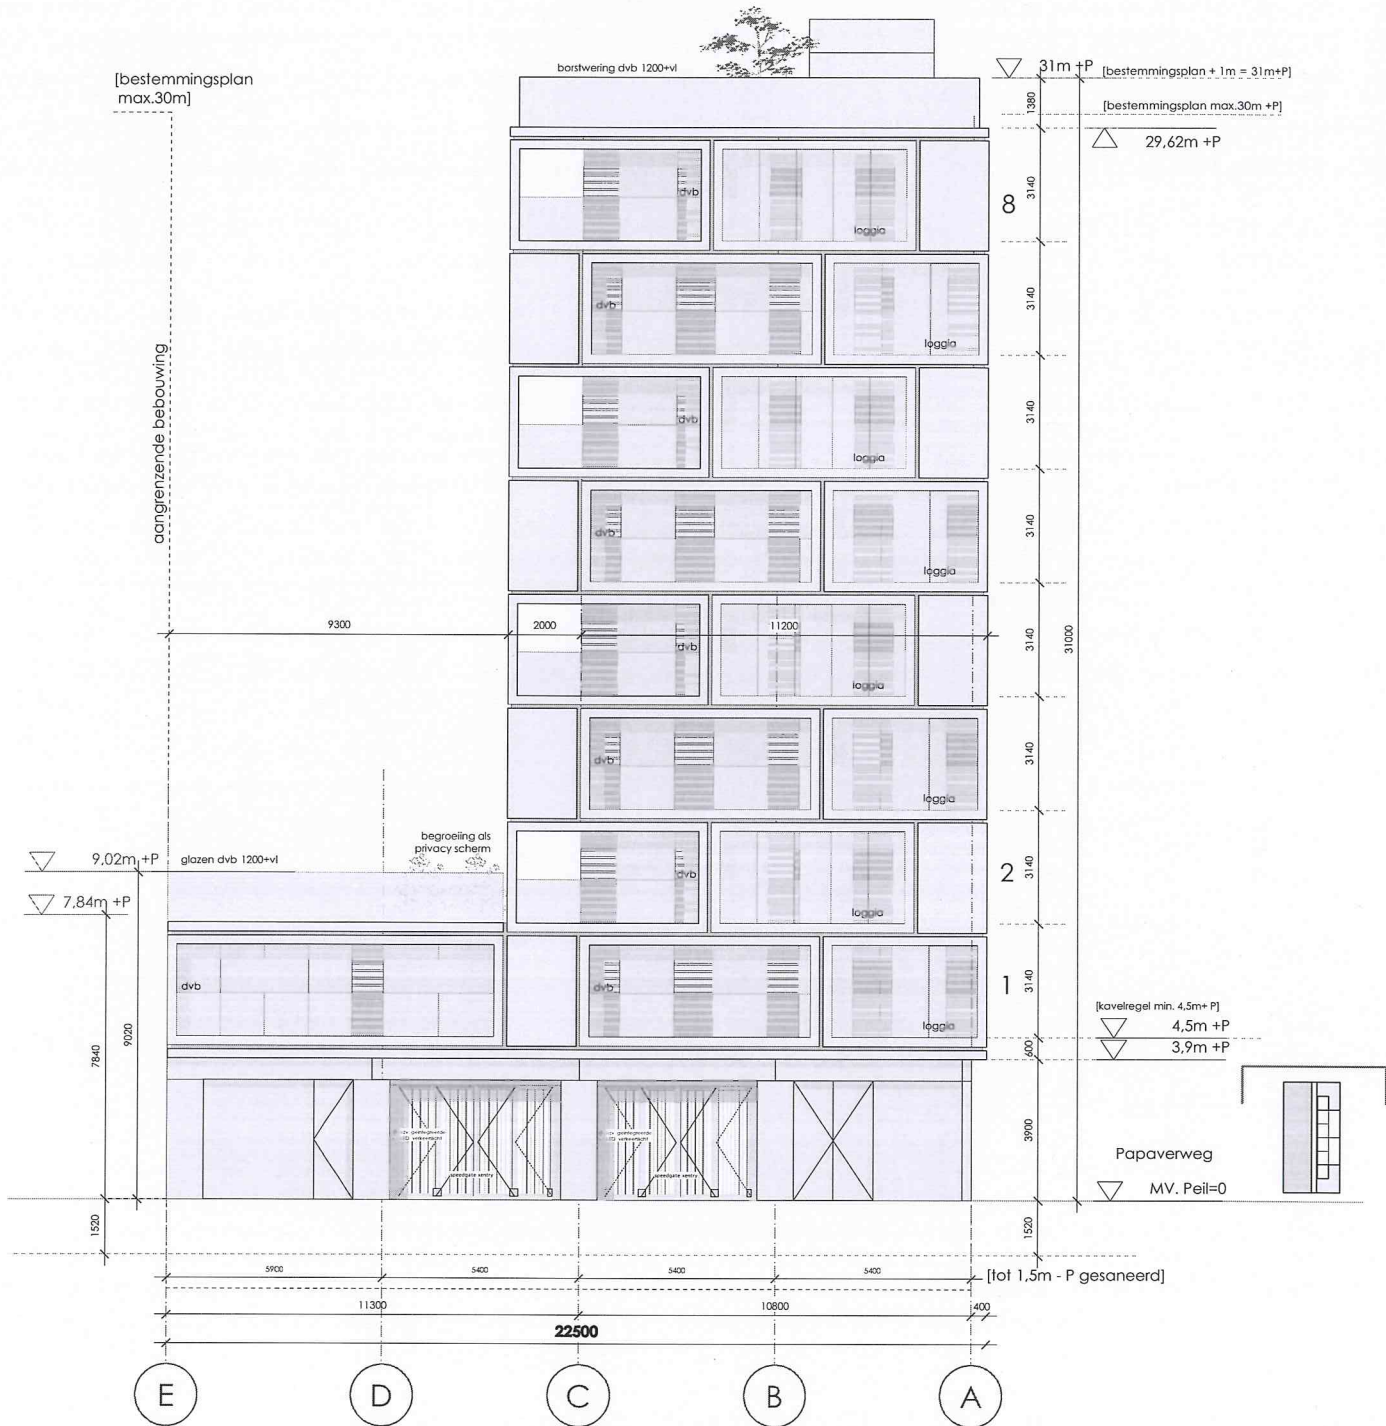 [bestemmingsplan
max.30m]
borstwering dvb 1200+vl
31m +P
[bestemmingsplan + 1m = 31m+P]
[bestemmingsplan max.30m +P]
29,62m +P
1380
aangrenzende bebouwing
dvb
loggia
8
3140
dvb
loggia
3140
dvb
loggia
3140
dvb
loggia
3140
9300
2000
11200
dvb
loggia
3140
31000
dvb
loggia
3140
begroeiing als
privacy scherm
9,02m +P
glazen dvb 1200+vl
7,84m +P
dvb
loggia
2
3140
dvb
dvb
loggia
1
3140
[kavelregel min. 4,5m+ P]
4,5m +P
3,9m +P
600
7840
9020
3900
speedgate xentry
speedgate xentry
Papaverweg
MV. Peil=0
1520
1520
5900
5400
5400
5400
[tot 1,5m - P gesaneerd]
11300
10800
400
22500
E
D
C
B
A